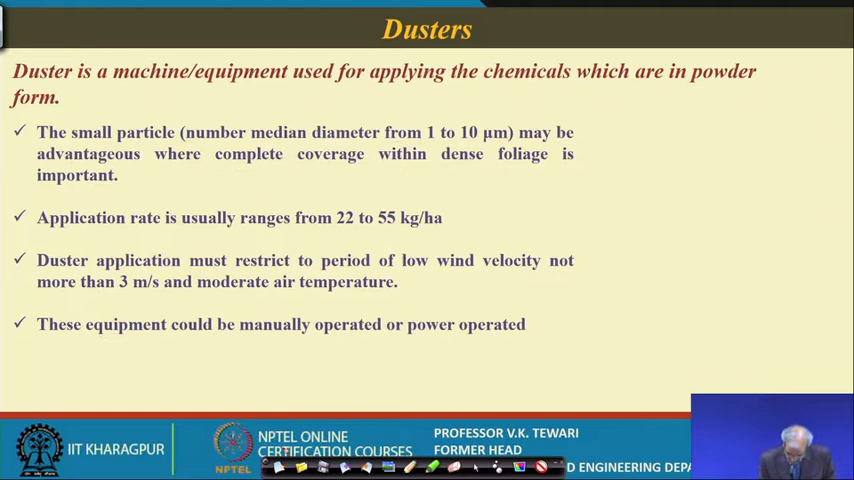 Dusters
Duster is a machine/equipment used for applying the chemicals which are in powder
form.
✓ The small particle (number median diameter from 1 to 10 µm) may be
advantageous where complete coverage within dense foliage is
important.
✓ Application rate is usually ranges from 22 to 55 kg/ha
✓ Duster application must restrict to period of low wind velocity not
more than 3 m/s and moderate air temperature.
✓ These equipment could be manually operated or power operated
IIT KHARAGPUR
NPTEL
NPTEL ONLINE
CERTIFICATION COURSES
PROFESSOR V.K. TEWARI
FORMER HEAD
D ENGINEERING DEPA